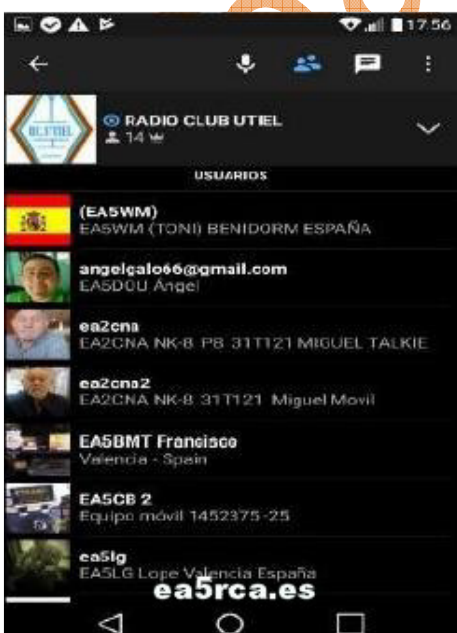 17:56
RADIO CLUB UTIEL
14
USUARIOS
(EA5WM)
EA5WM (TONI) BENIDORM ESPAÑA
angelgalo66@gmail.com
EA5DOU Ángel
ea2cna
EA2CNA NK-8 P8 31T121 MIGUEL TALKIE
ea2cna2
EA2CNA NK-8 31T121 Miguel Movil
EA5BMT Francisco
Valencia - Spain
EA5CB 2
Equipo móvil 1452375-25
ea5lg
EA5LG Lope Valencia España
ea5rca.es